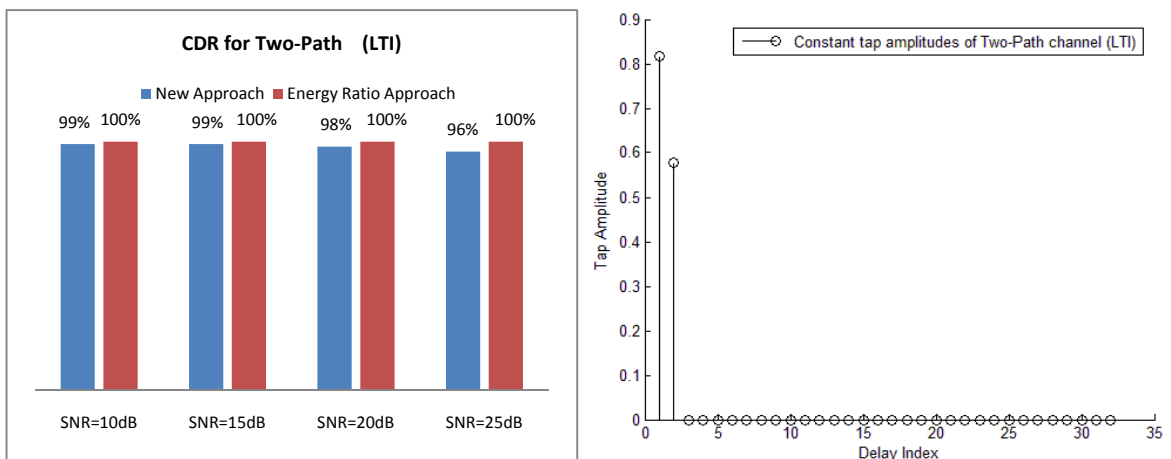 CDR for Two-Path (LTI)
New Approach Energy Ratio Approach
99% 100% 99% 100% 98% 100% 96% 100%
SNR=10dB SNR=15dB SNR=20dB SNR=25dB
Constant tap amplitudes of Two-Path channel (LTI)
Tap Amplitude
0.9
0.8
0.7
0.6
0.5
0.4
0.3
0.2
0.1
0
0 5 10 15 20 25 30 35
Delay Index